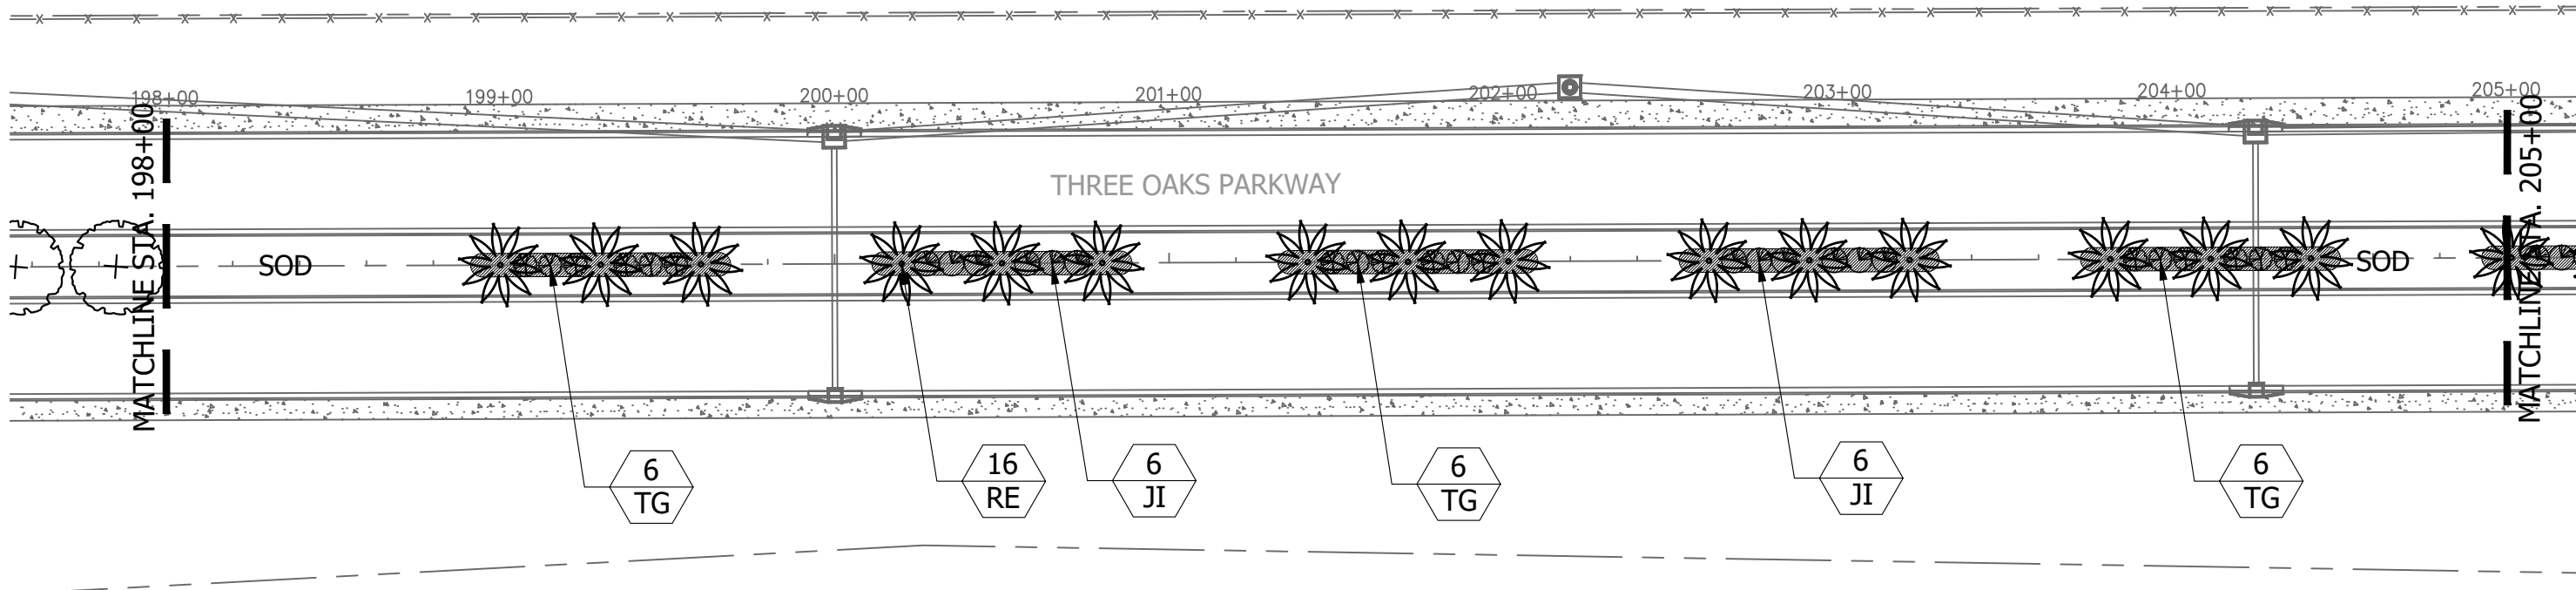 198+00
199+00
200+00
201+00
202+00
203+00
204+00
205+00
MATCHLINE STA. 198+00
THREE OAKS PARKWAY
MATCHLINE STA. 205+00
SOD
SOD
6
TG
16
RE
6
JI
6
TG
6
JI
6
TG